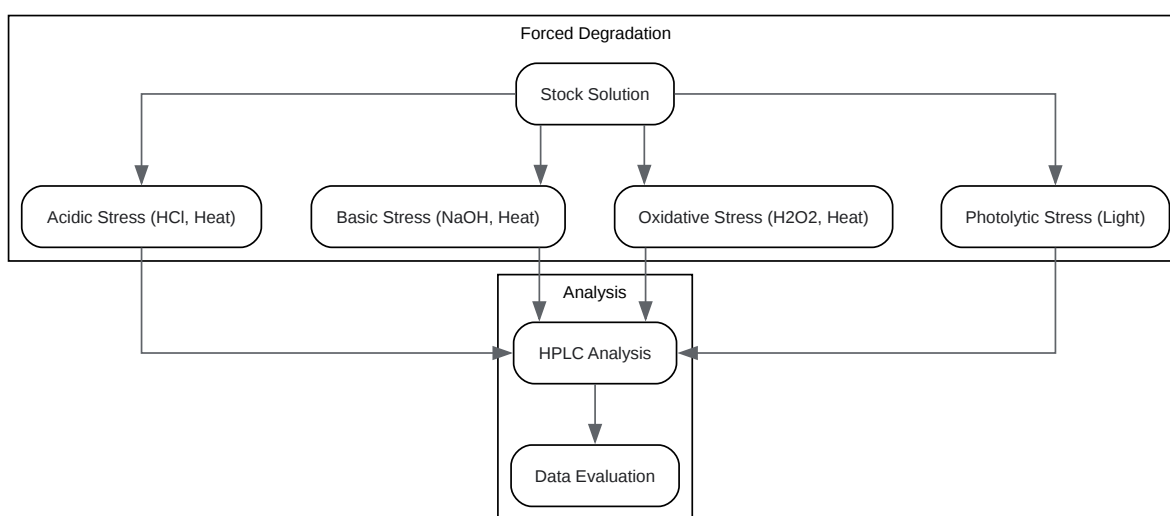 Forced Degradation
Stock Solution
Acidic Stress (HCl, Heat)
Basic Stress (NaOH, Heat)
Oxidative Stress (H2O2, Heat)
Photolytic Stress (Light)
Analysis
HPLC Analysis
Data Evaluation